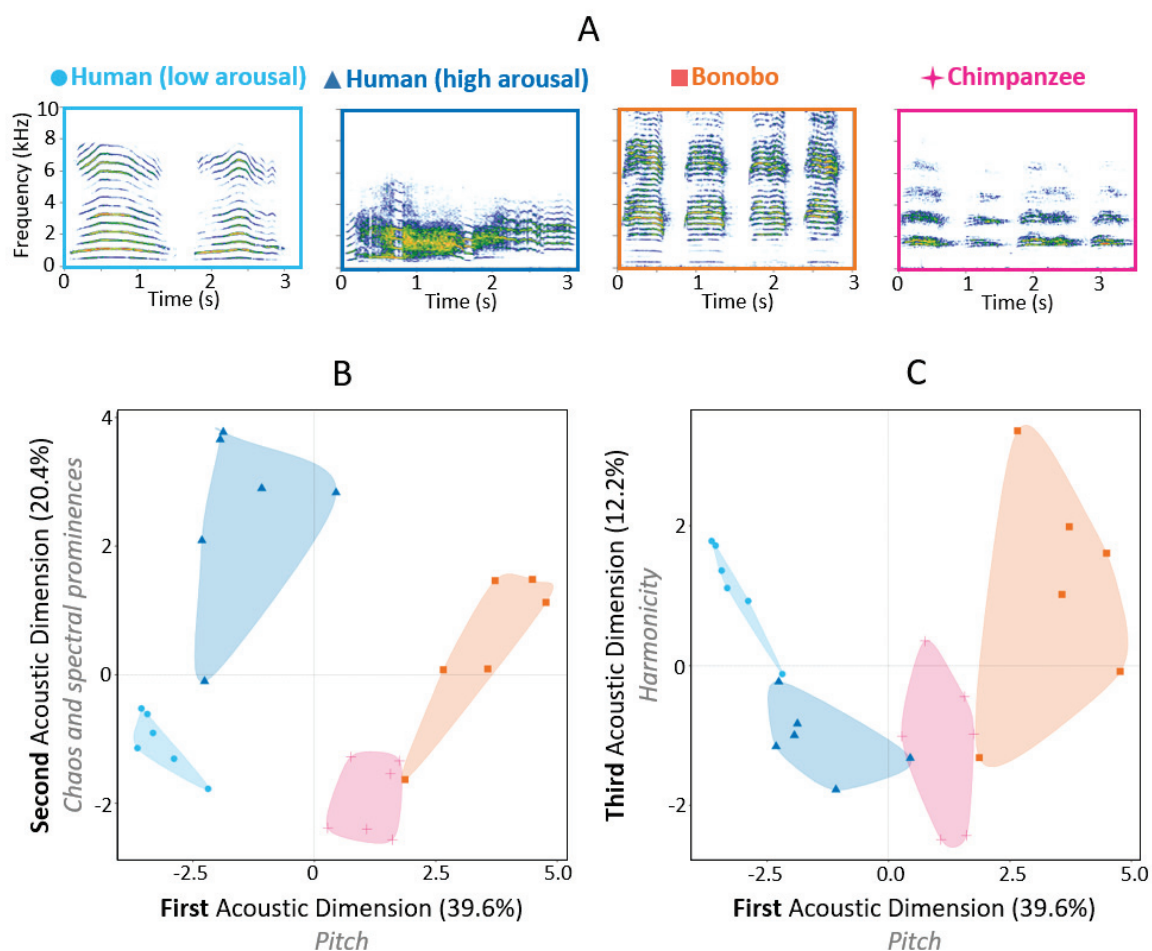 A
Human (low arousal) Human (high arousal) Bonobo Chimpanzee
Frequency (kHz)
10
8
6
4
2
0
0 1 2 3
Time (s)
0 1 2 3
Time (s)
0 1 2 3
Time (s)
0 1 2 3
Time (s)
B
Second Acoustic Dimension (20.4%)
Chaos and spectral prominences
4
2
0
-2
-2.5 0 2.5 5.0
First Acoustic Dimension (39.6%)
Pitch
C
Third Acoustic Dimension (12.2%)
Harmonicity
2
0
-2
-2.5 0.0 2.5 5.0
First Acoustic Dimension (39.6%)
Pitch